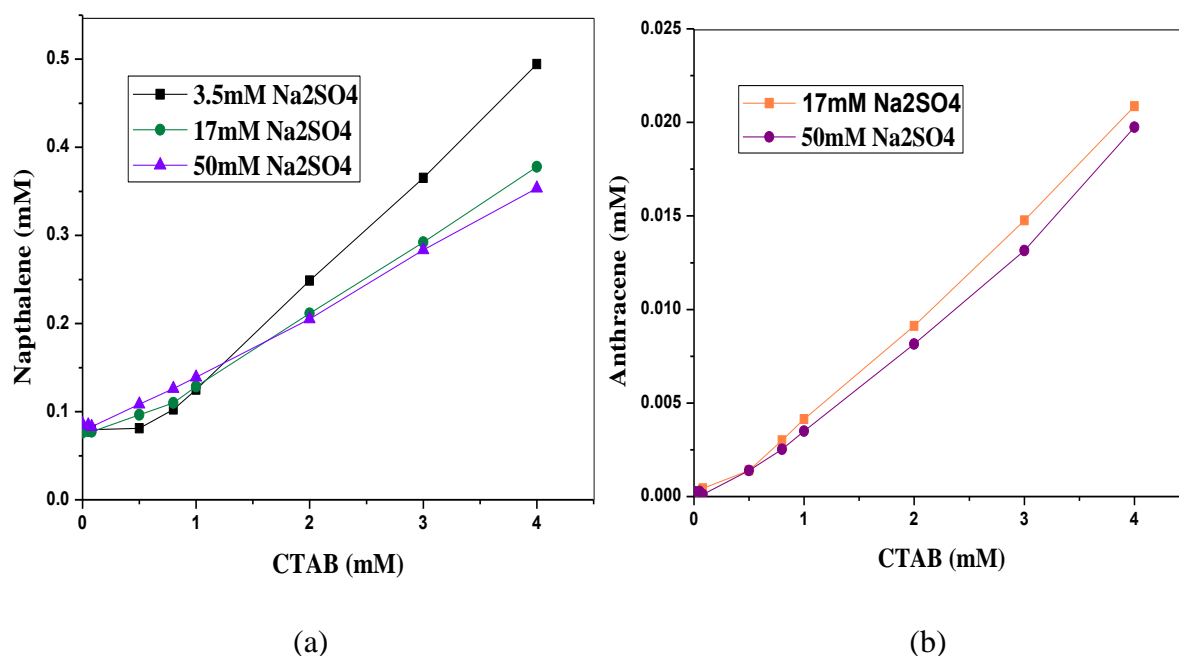 0.5
0.4
0.3
0.2
0.1
0.0
Napthalene (mM)
3.5mM Na2SO4
17mM Na2SO4
50mM Na2SO4
0 1 2 3 4
CTAB (mM)
(a)
0.025
0.020
0.015
0.010
0.005
0.000
Anthracene (mM)
17mM Na2SO4
50mM Na2SO4
0 1 2 3 4
CTAB (mM)
(b)